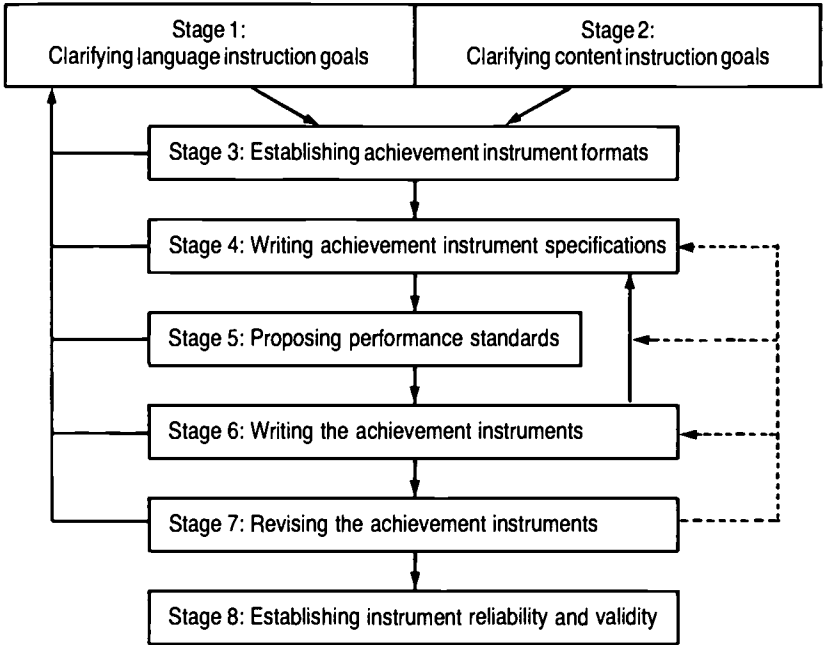 Stage 1:
Clarifying language instruction goals
Stage 2:
Clarifying content instruction goals
Stage 3: Establishing achievement instrument formats
Stage 4: Writing achievement instrument specifications
Stage 5: Proposing performance standards
Stage 6: Writing the achievement instruments
Stage 7: Revising the achievement instruments
Stage 8: Establishing instrument reliability and validity